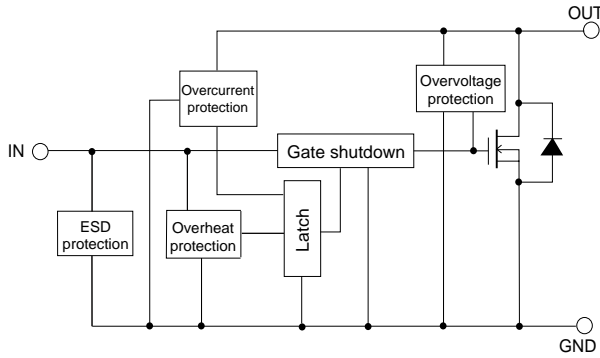 OUT
Overcurrent
protection
Overvoltage
protection
IN
Gate shutdown
ESD
protection
Overheat
protection
Latch
GND